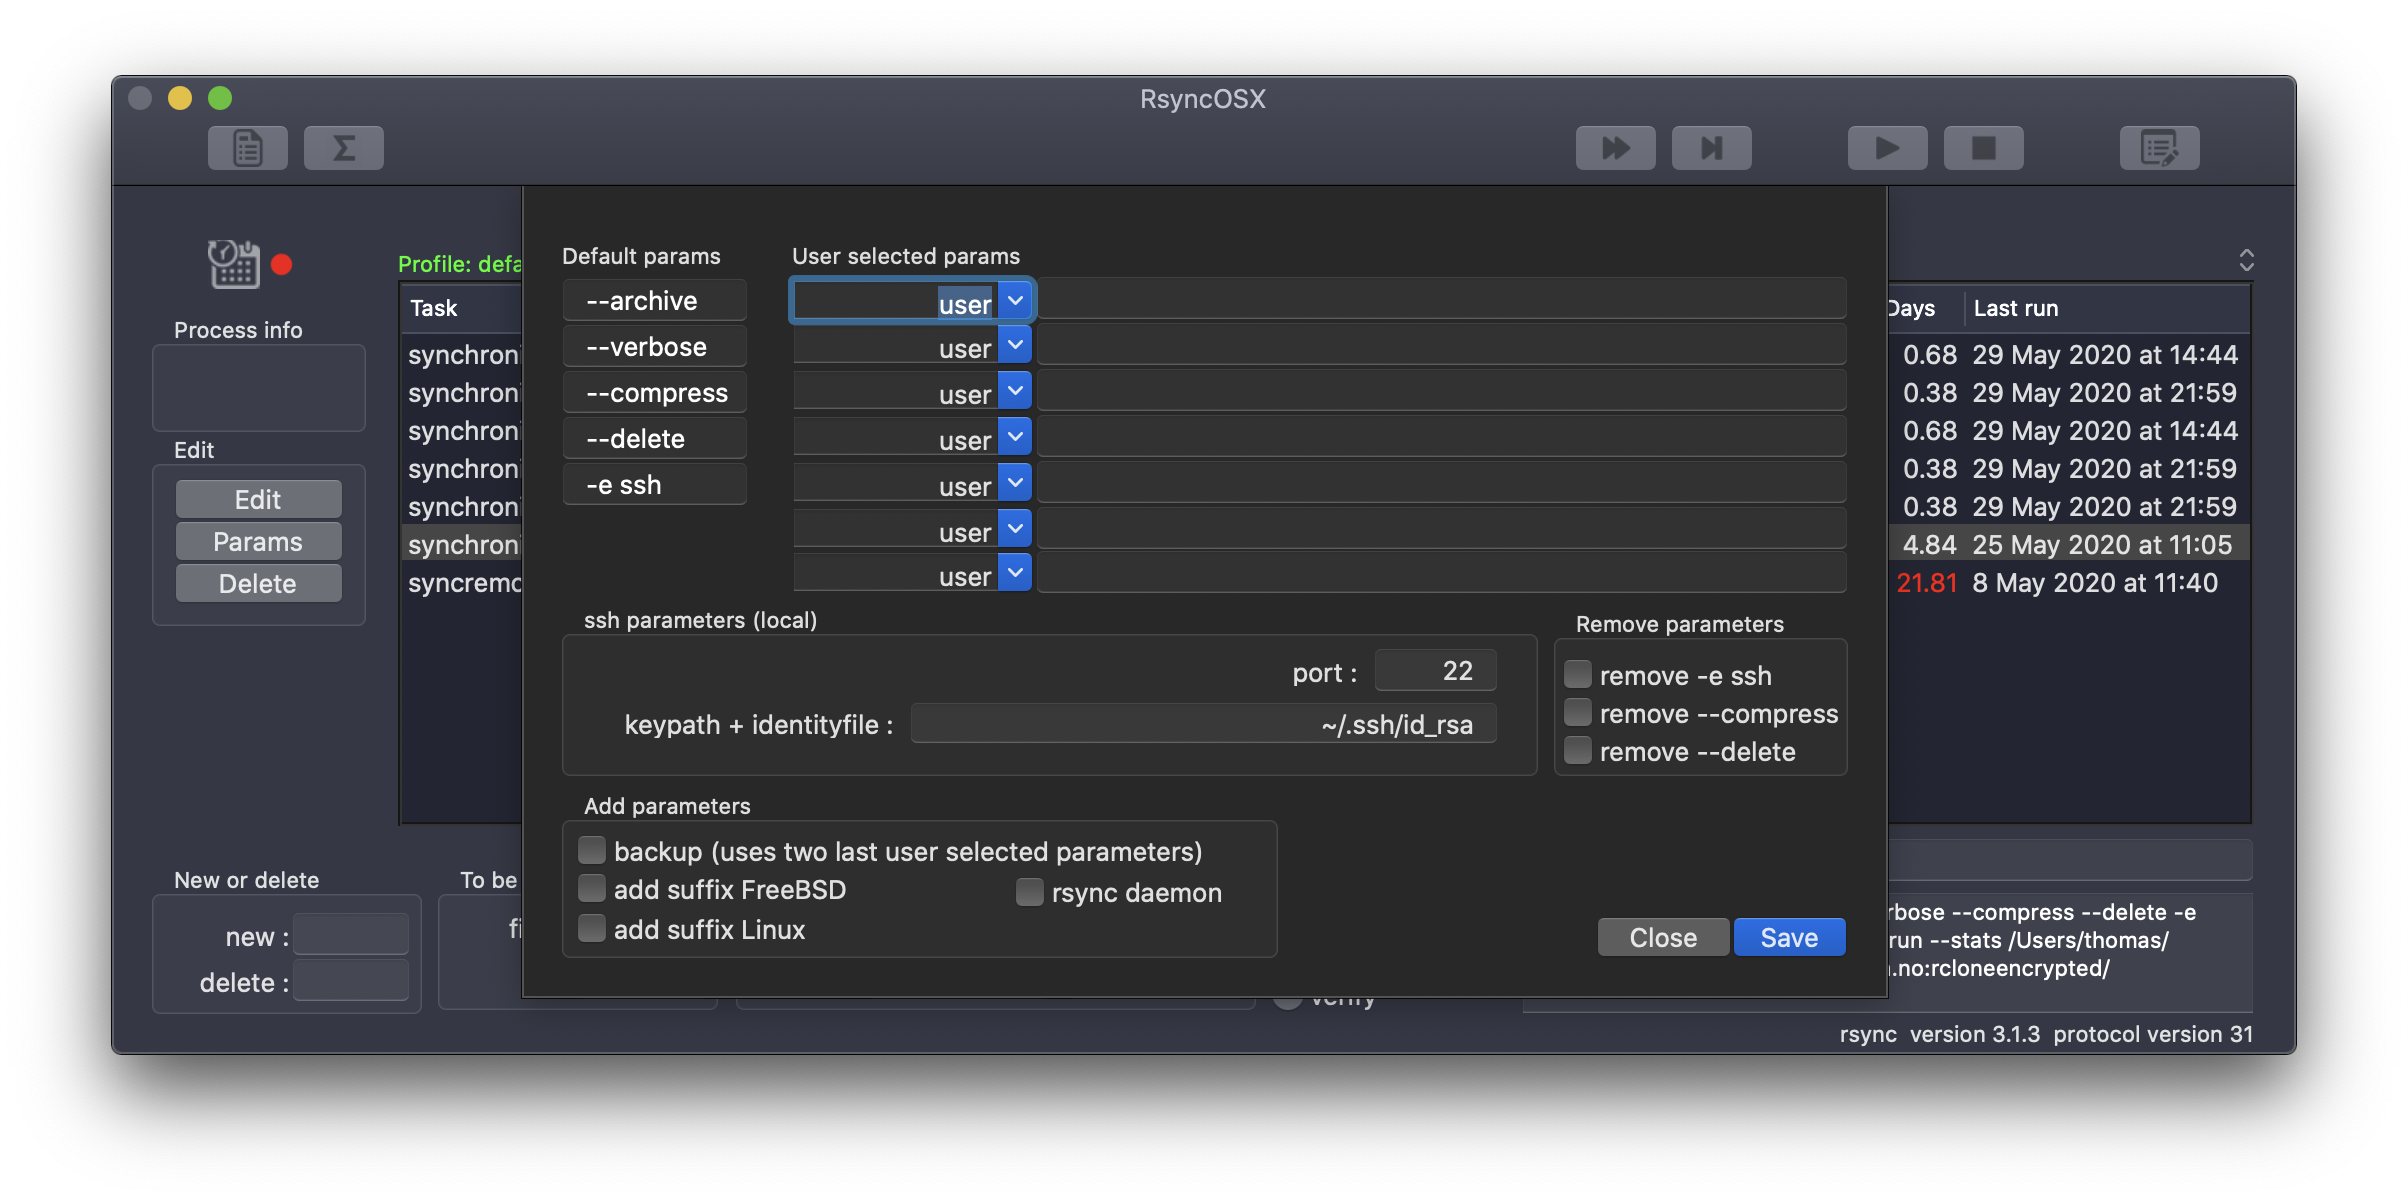 RsyncOSX
Profile: defa
Process info
Edit
Edit
Params
Delete
Task
synchroni
synchroni
synchroni
synchroni
synchroni
synchroni
syncremo
Default params
--archive
--verbose
--compress
--delete
-e ssh
User selected params
user
user
user
user
user
user
user
ssh parameters (local)
port : 22
keypath + identityfile : ~/.ssh/id_rsa
Remove parameters
remove -e ssh
remove --compress
remove --delete
Add parameters
backup (uses two last user selected parameters)
add suffix FreeBSD
rsync daemon
add suffix Linux
Close
Save
Days Last run
0.68 29 May 2020 at 14:44
0.38 29 May 2020 at 21:59
0.68 29 May 2020 at 14:44
0.38 29 May 2020 at 21:59
0.38 29 May 2020 at 21:59
4.84 25 May 2020 at 11:05
21.81 8 May 2020 at 11:40
New or delete
new :
delete :
To be
fi
verify
rbose --compress --delete -e
run --stats /Users/thomas/
.no:rcloneencrypted/
rsync version 3.1.3 protocol version 31